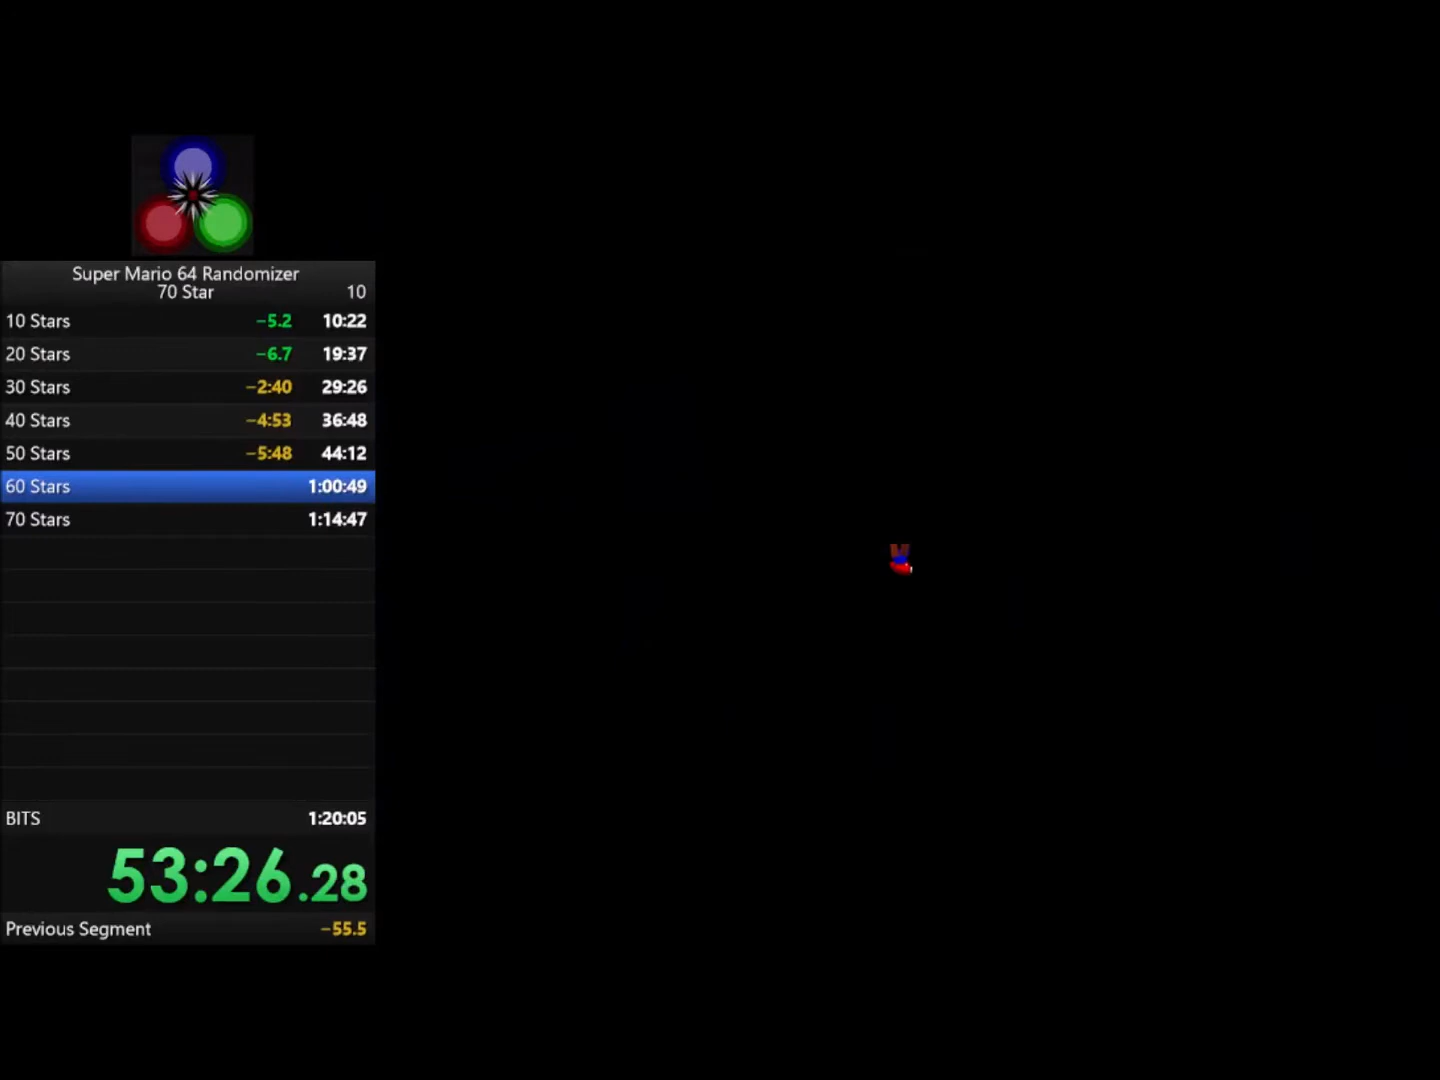 Super Mario 64 Randomizer
70 Star 10
10 Stars −5.2 10:22
20 Stars −6.7 19:37
30 Stars −2:40 29:26
40 Stars −4:53 36:48
50 Stars −5:48 44:12
60 Stars 1:00:49
70 Stars 1:14:47
BITS 1:20:05
53:26.28
Previous Segment −55.5